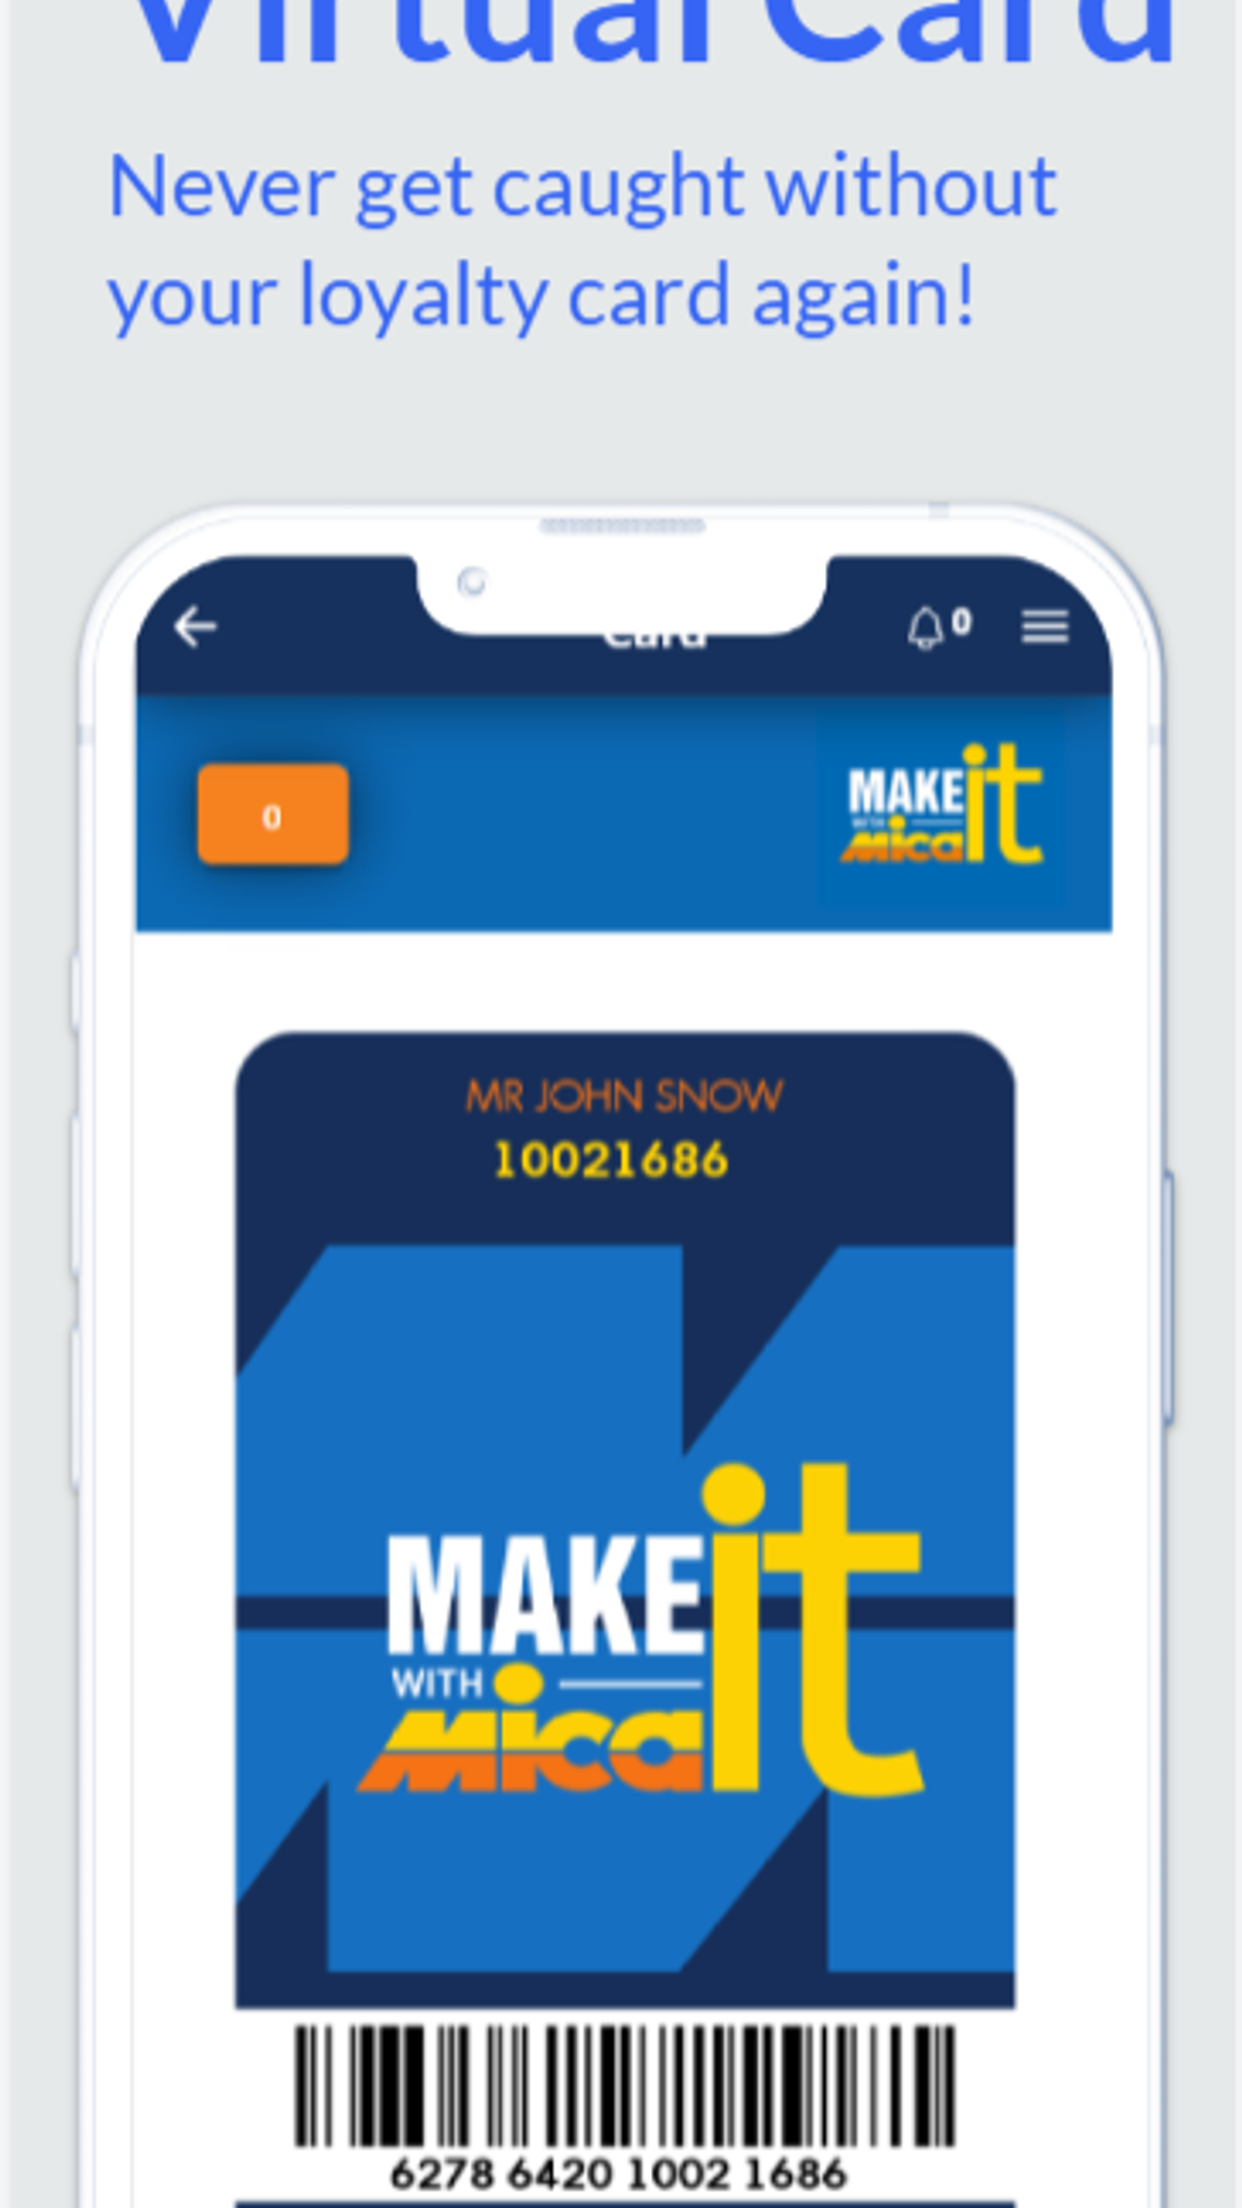 Virtual Card
Never get caught without
your loyalty card again!
Card
0
0
MAKE it
WITH
mica
MR JOHN SNOW
10021686
MAKE it
WITH
mica
6278 6420 1002 1686